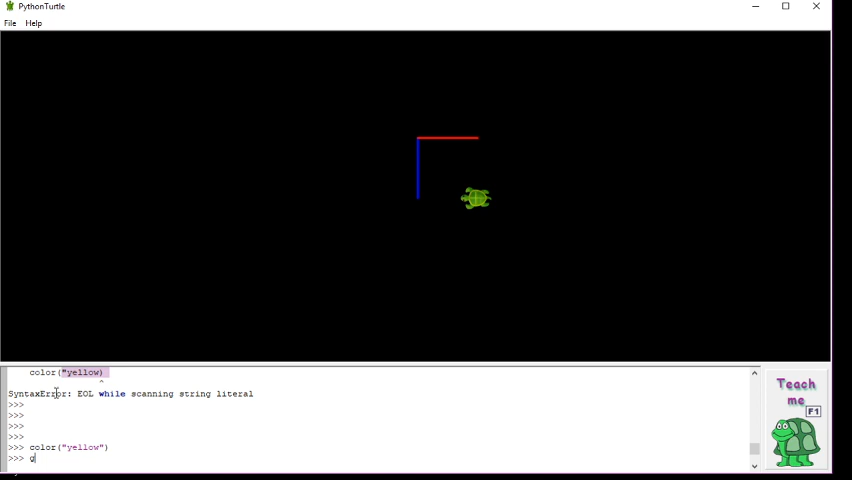 PythonTurtle
File Help
color("yellow)
^
SyntaxError: EOL while scanning string literal
>>>
>>>
>>>
>>>
>>> color("yellow")
>>> g
Teach
me
F1